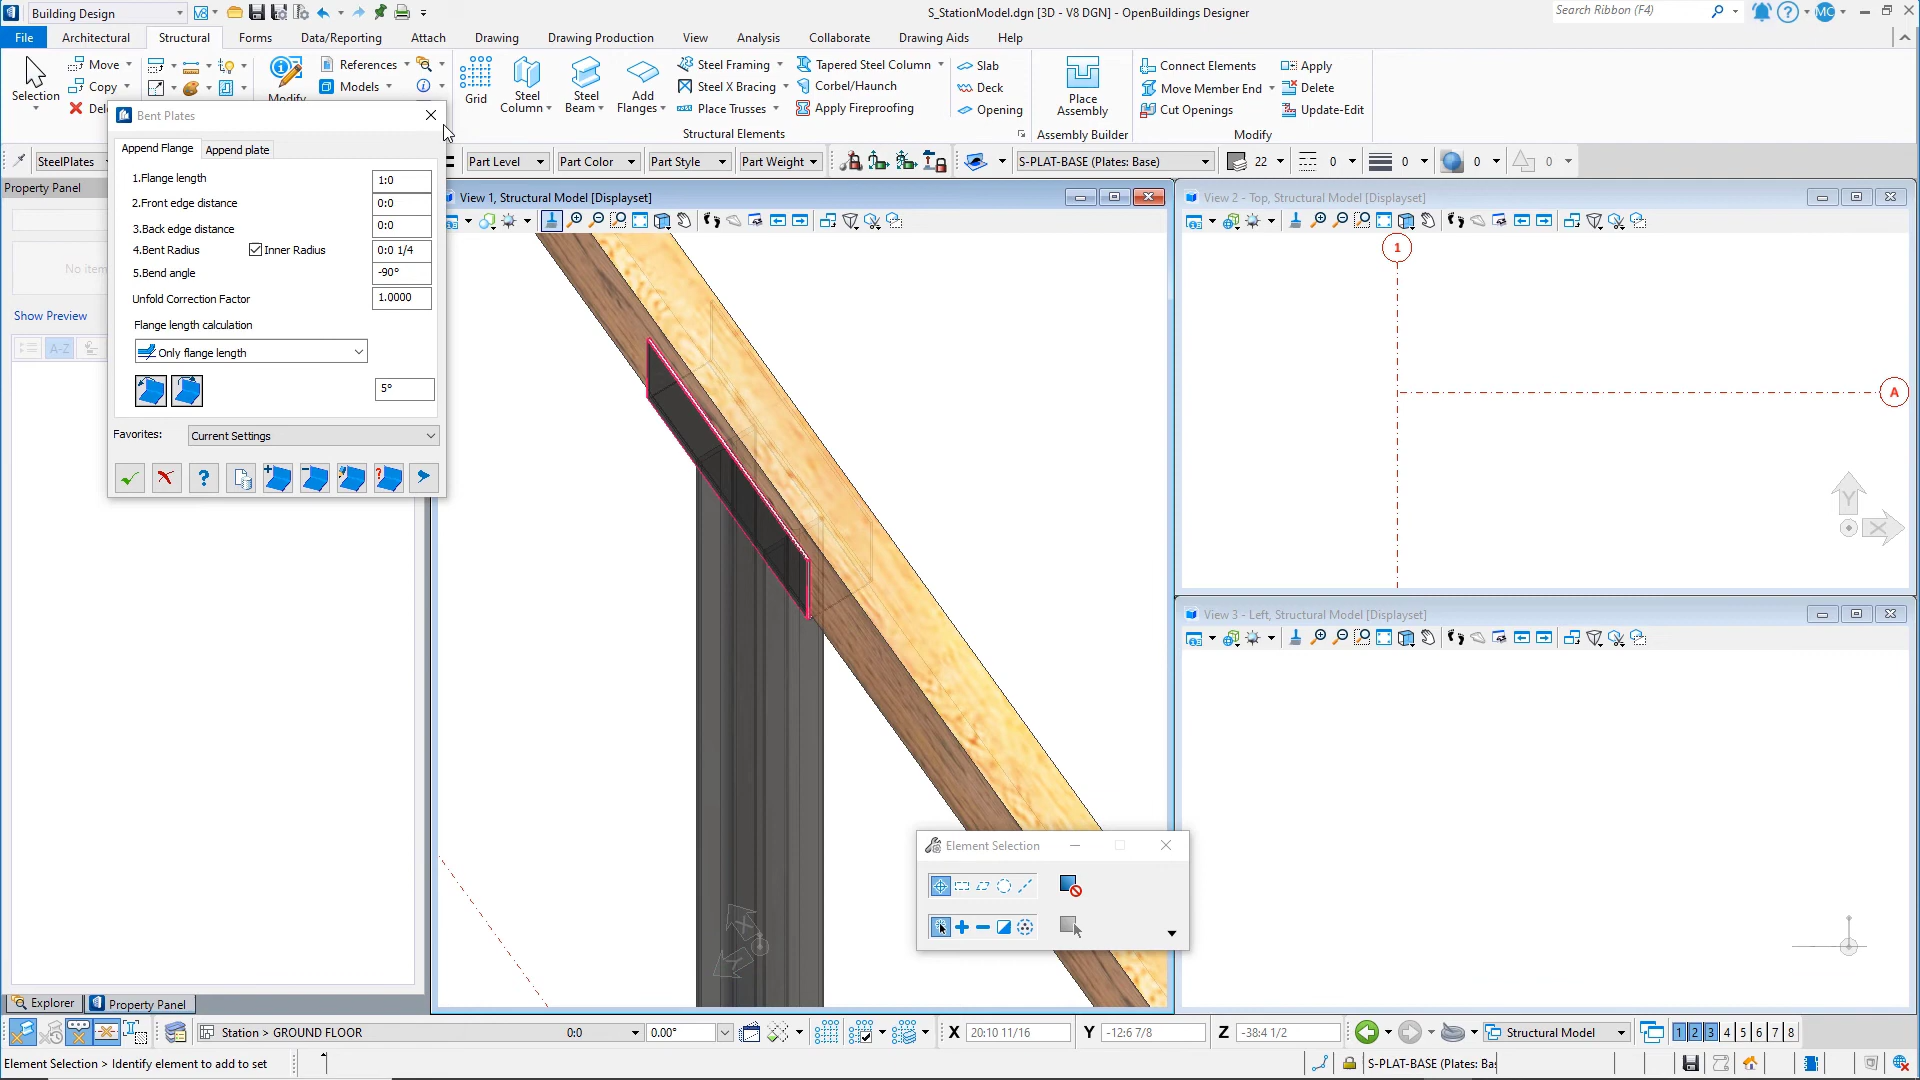 Building Design
V8
S_StationModel.dgn [3D - V8 DGN] - OpenBuildings Designer
Search Ribbon (F4)
MC
File
Architectural
Structural
Forms
Data/Reporting
Attach
Drawing
Drawing Production
View
Analysis
Collaborate
Drawing Aids
Help
Selection
Move
Copy
Modify
References
Models
Grid
Steel Column
Steel Beam
Add Flanges
Steel Framing
Steel X Bracing
Place Trusses
Tapered Steel Column
Corbel/Haunch
Apply Fireproofing
Slab
Deck
Opening
Structural Elements
Place Assembly
Assembly Builder
Connect Elements
Move Member End
Cut Openings
Apply
Delete
Update-Edit
Modify
SteelPlates
Part Level
Part Color
Part Style
Part Weight
S-PLAT-BASE (Plates: Base)
22
0
0
0
0
Property Panel
Show Preview
A-Z
Bent Plates
Append Flange
Append plate
1.Flange length
1:0
2.Front edge distance
0:0
3.Back edge distance
0:0
4.Bent Radius
Inner Radius
0:0 1/4
5.Bend angle
-90°
Unfold Correction Factor
1.0000
Flange length calculation
Only flange length
5°
Favorites:
Current Settings
View 1, Structural Model [Displayset]
View 2 - Top, Structural Model [Displayset]
1
A
Y
X
View 3 - Left, Structural Model [Displayset]
Element Selection
X
Y
Explorer
Property Panel
Station > GROUND FLOOR
0:0
0.00°
X
20:10 11/16
Y
-12:6 7/8
Z
-38:4 1/2
Structural Model
1 2 3 4 5 6 7 8
Element Selection > Identify element to add to set
S-PLAT-BASE (Plates: Bas